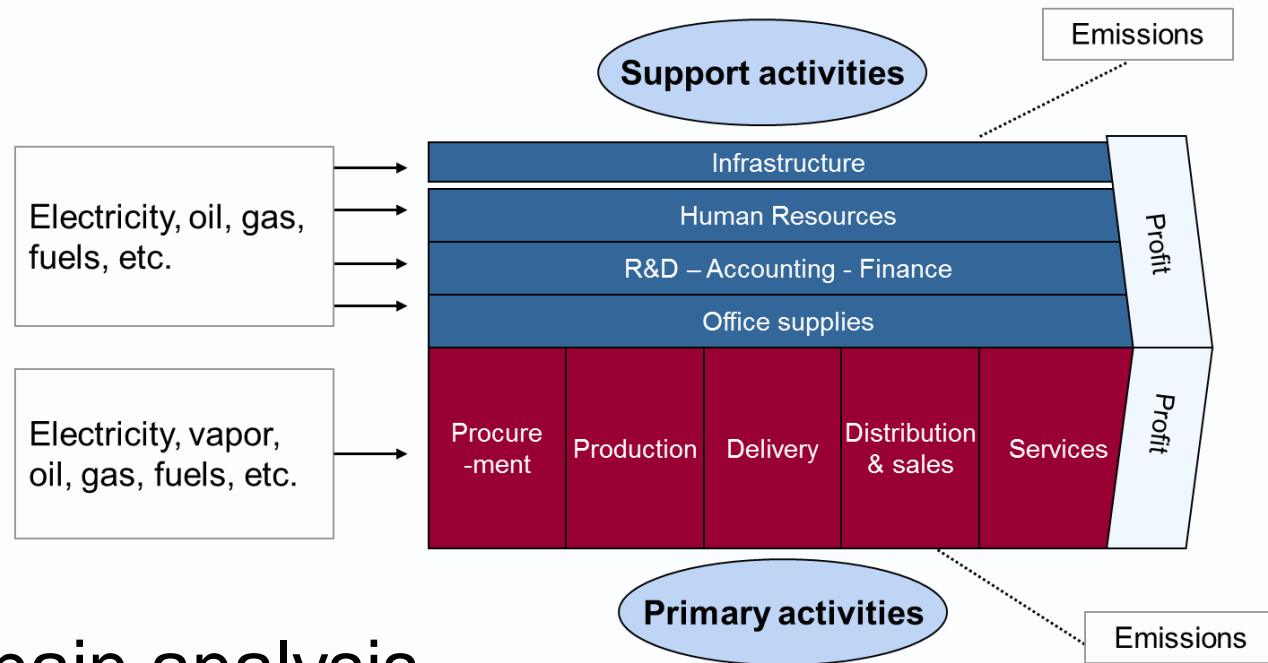 Emissions
Support activities
Electricity, oil, gas,
fuels, etc.
Infrastructure
Human Resources
R&D – Accounting - Finance
Office supplies
Profit
Electricity, vapor,
oil, gas, fuels, etc.
Procure
-ment
Production
Delivery
Distribution
& sales
Services
Profit
Primary activities
Emissions
analysis